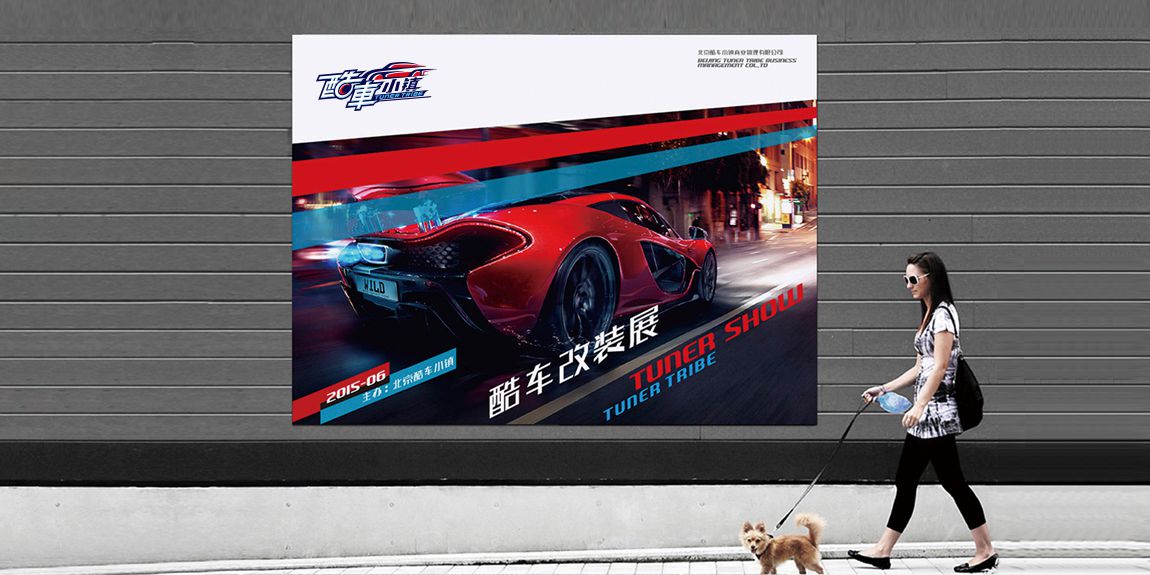 酷車小镇
TUNER TRIBE
北京酷车小镇商业管理有限公司
BEIJING TUNER TRIBE BUSINESS
MANAGEMENT CO.,TD
WILD
2015-06
主办：北京酷车小镇
酷车改装展
TUNER SHOW
TUNER TRIBE